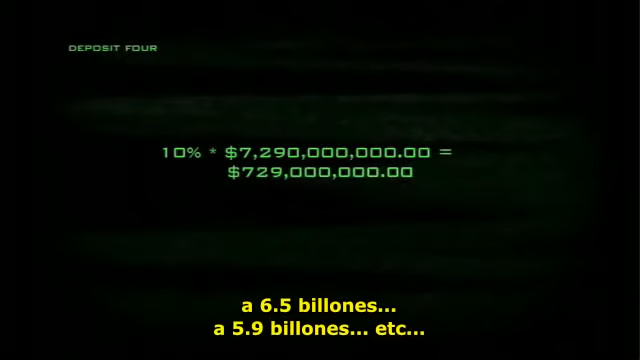 DEPOSIT FOUR
10% * $7,290,000,000.00 =
$729,000,000.00
a 6.5 billones...
a 5.9 billones... etc...